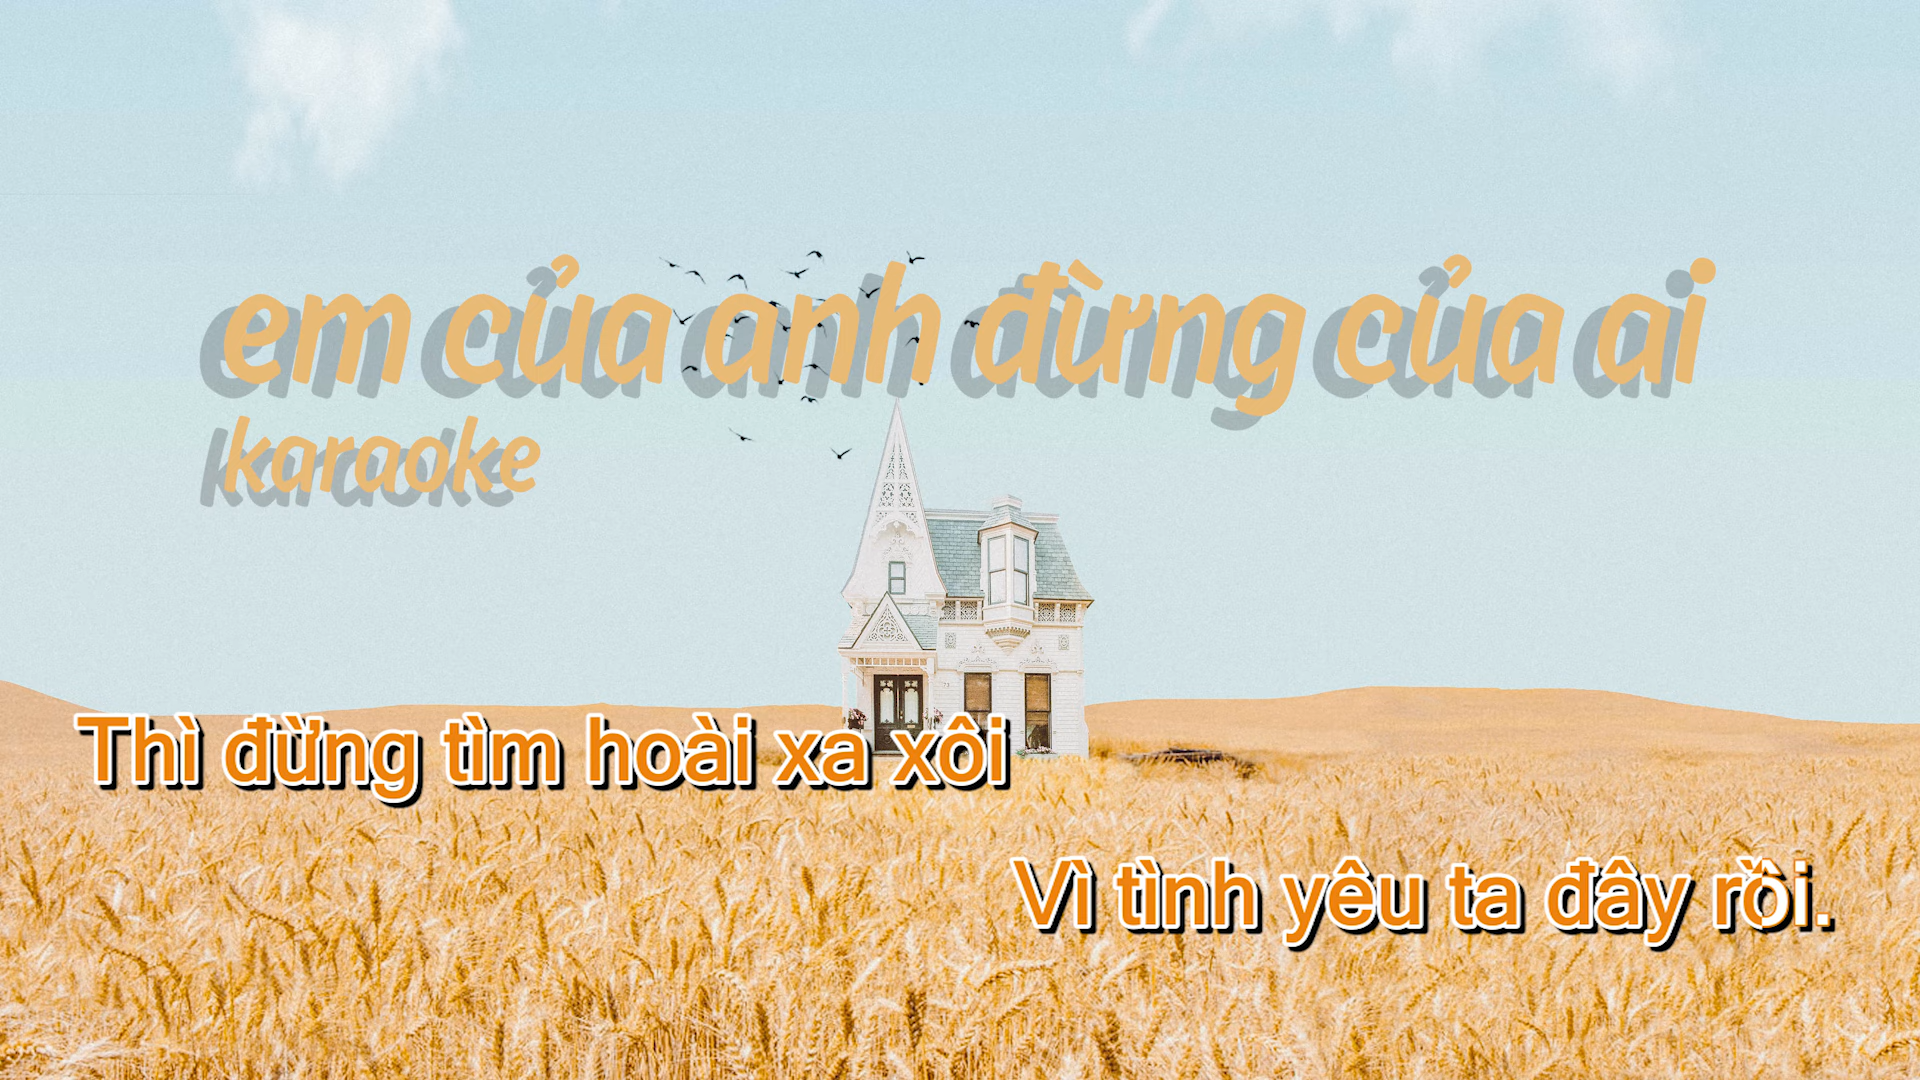 em của anh đừng của ai
karaoke
Thì đừng tìm hoài xa xôi
Vì tình yêu ta đây rồi.